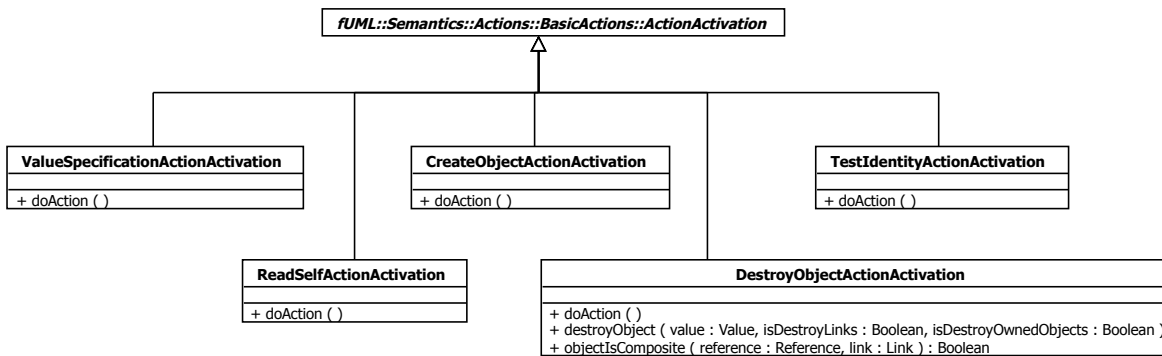 fUML::Semantics::Actions::BasicActions::ActionActivation
ValueSpecificationActionActivation
+ doAction ( )
CreateObjectActionActivation
+ doAction ( )
TestIdentityActionActivation
+ doAction ( )
ReadSelfActionActivation
+ doAction ( )
DestroyObjectActionActivation
+ doAction ( )
+ destroyObject ( value : Value, isDestroyLinks : Boolean, isDestroyOwnedObjects : Boolean )
+ objectIsComposite ( reference : Reference, link : Link ) : Boolean